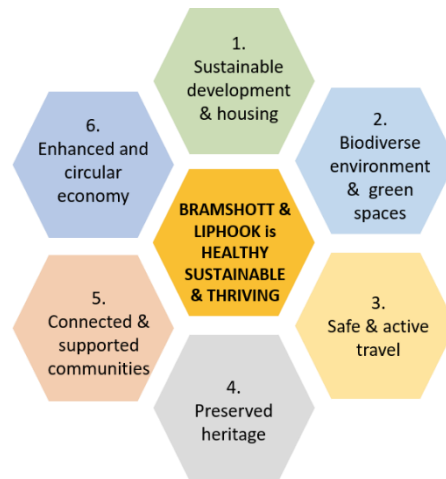 1.
Sustainable
development
& housing
2.
Biodiverse
environment
& green
spaces
3.
Safe & active
travel
4.
Preserved
heritage
5.
Connected &
supported
communities
6.
Enhanced and
circular
economy
BRAMSHOTT &
LIPHOOK is
HEALTHY
SUSTAINABLE
& THRIVING